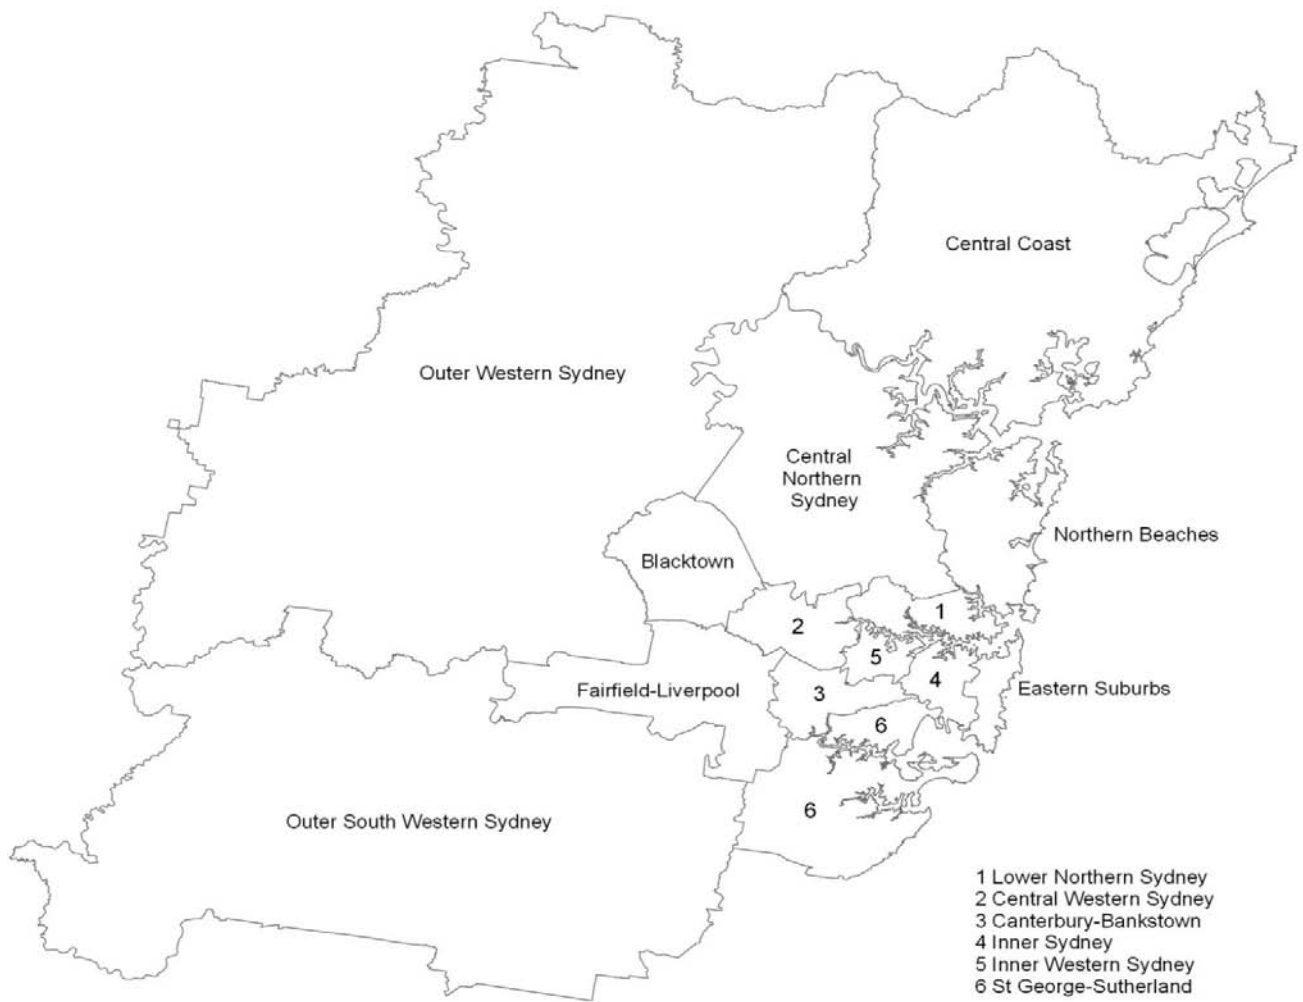 Central Coast
Outer Western Sydney
Central
Northern
Sydney
Northern Beaches
Blacktown
1
2
5
4
Eastern Suburbs
Fairfield-Liverpool
3
6
6
Outer South Western Sydney
1 Lower Northern Sydney
2 Central Western Sydney
3 Canterbury-Bankstown
4 Inner Sydney
5 Inner Western Sydney
6 St George-Sutherland